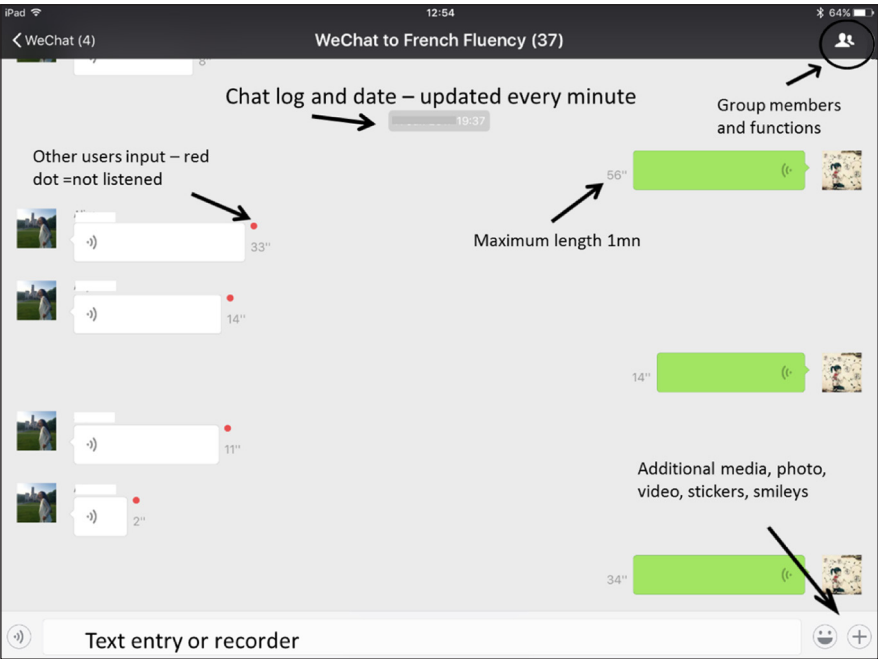 iPad 12:54 64%
WeChat (4) WeChat to French Fluency (37)
8"
Chat log and date – updated every minute
Group members
and functions
19:37
Other users input – red
dot =not listened
56"
Maximum length 1mn
33"
14"
14"
11"
Additional media, photo,
video, stickers, smileys
2"
34"
Text entry or recorder